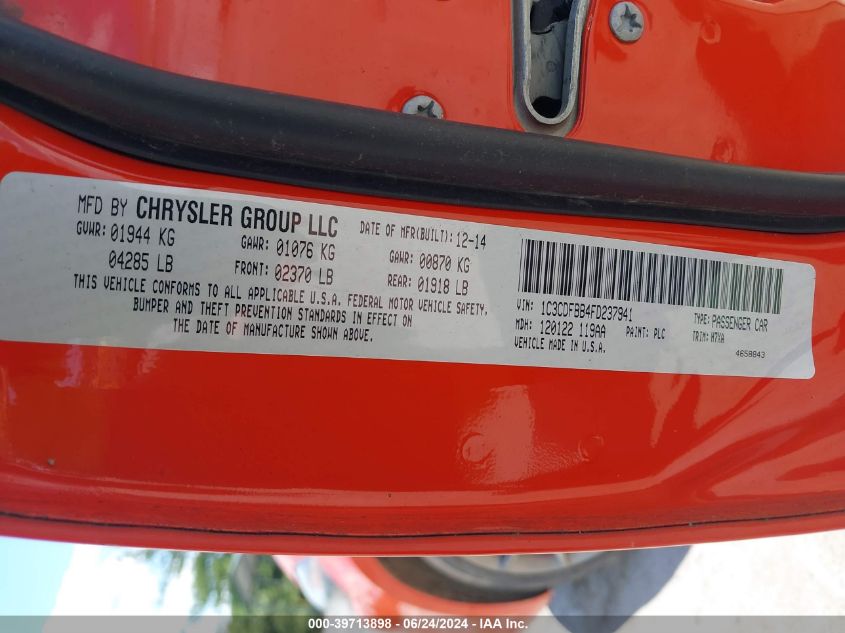 MFD BY CHRYSLER GROUP LLC DATE OF MFR(BUILT): 12-14
GVWR: 01944 KG GAWR: 01076 KG GAWR: 00870 KG
04285 LB FRONT: 02370 LB REAR: 01918 LB
THIS VEHICLE CONFORMS TO ALL APPLICABLE U.S.A. FEDERAL MOTOR VEHICLE SAFETY,
BUMPER AND THEFT PREVENTION STANDARDS IN EFFECT ON
THE DATE OF MANUFACTURE SHOWN ABOVE.
VIN: 1C3CDFBB4FD237941 TYPE: PASSENGER CAR
MDH: 120122 119AA PAINT: PLC TRIM: H7XA
VEHICLE MADE IN U.S.A. 4658843
000-39713898 - 06/24/2024 - IAA Inc.